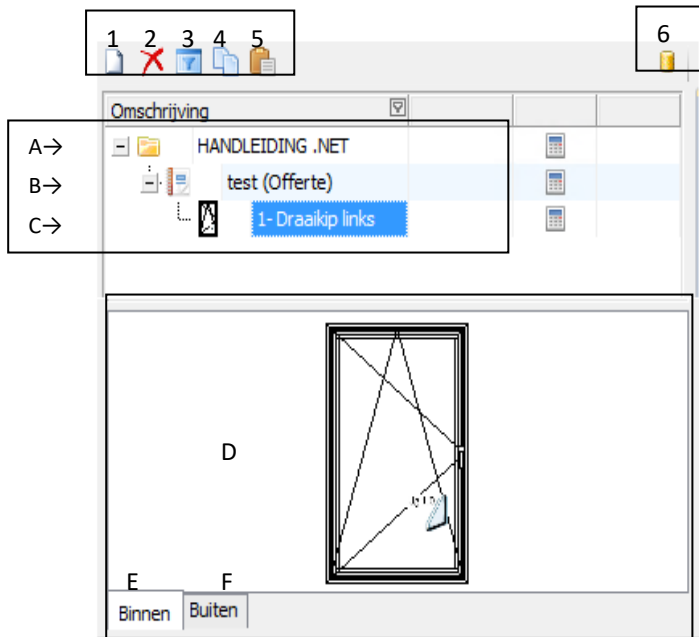 1 2 3 4 5 6
Omschrijving
A→ HANDLEIDING .NET
B→ test (Offerte)
C→ 1- Draaikip links
D
E F
Binnen Buiten